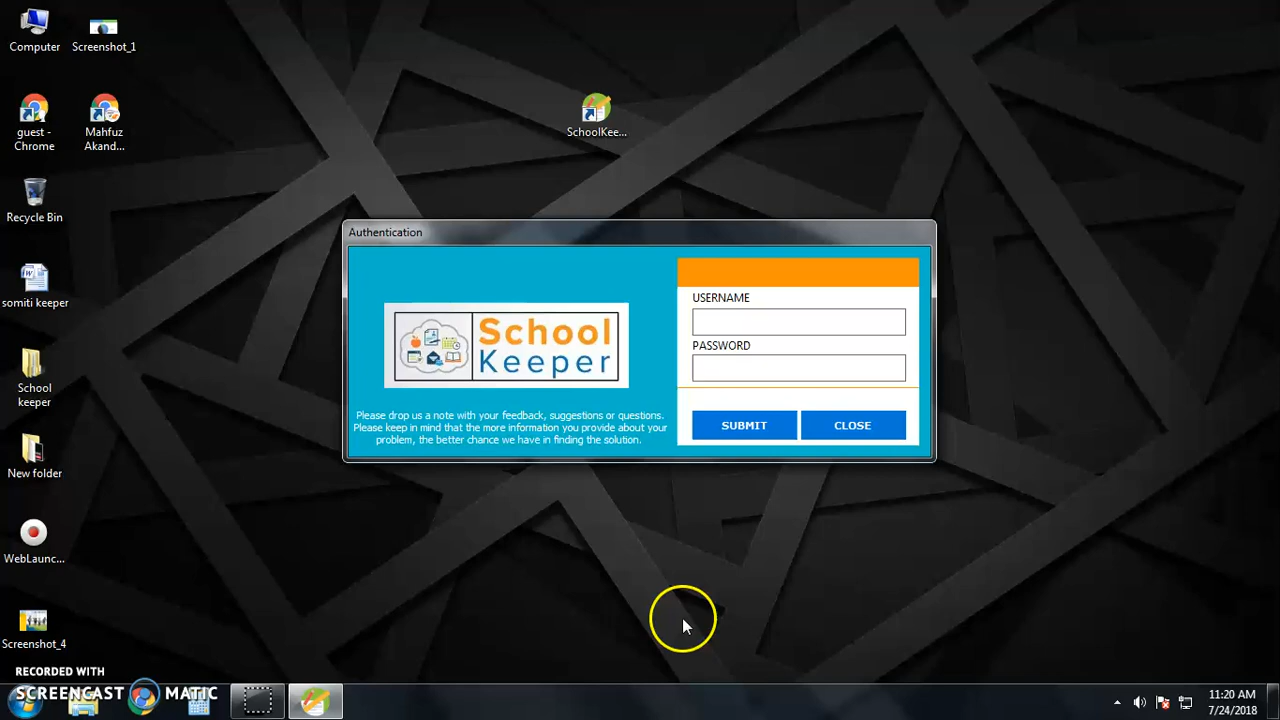 Computer
Screenshot_1
guest -
Chrome
Mahfuz
Akand...
SchoolKee...
Recycle Bin
somiti keeper
School
keeper
New folder
WebLaunc...
Screenshot_4
Authentication
School
Keeper
Please drop us a note with your feedback, suggestions or questions.
Please keep in mind that the more information you provide about your
problem, the better chance we have in finding the solution.
USERNAME
PASSWORD
SUBMIT
CLOSE
RECORDED WITH
SCREENCAST MATIC
11:20 AM
7/24/2018